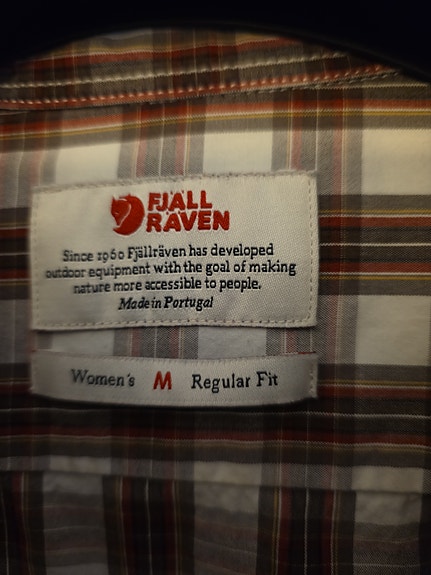 FJÄLL
RÄVEN
Since 1960 Fjällräven has developed
outdoor equipment with the goal of making
nature more accessible to people.
Made in Portugal
Women's M Regular Fit